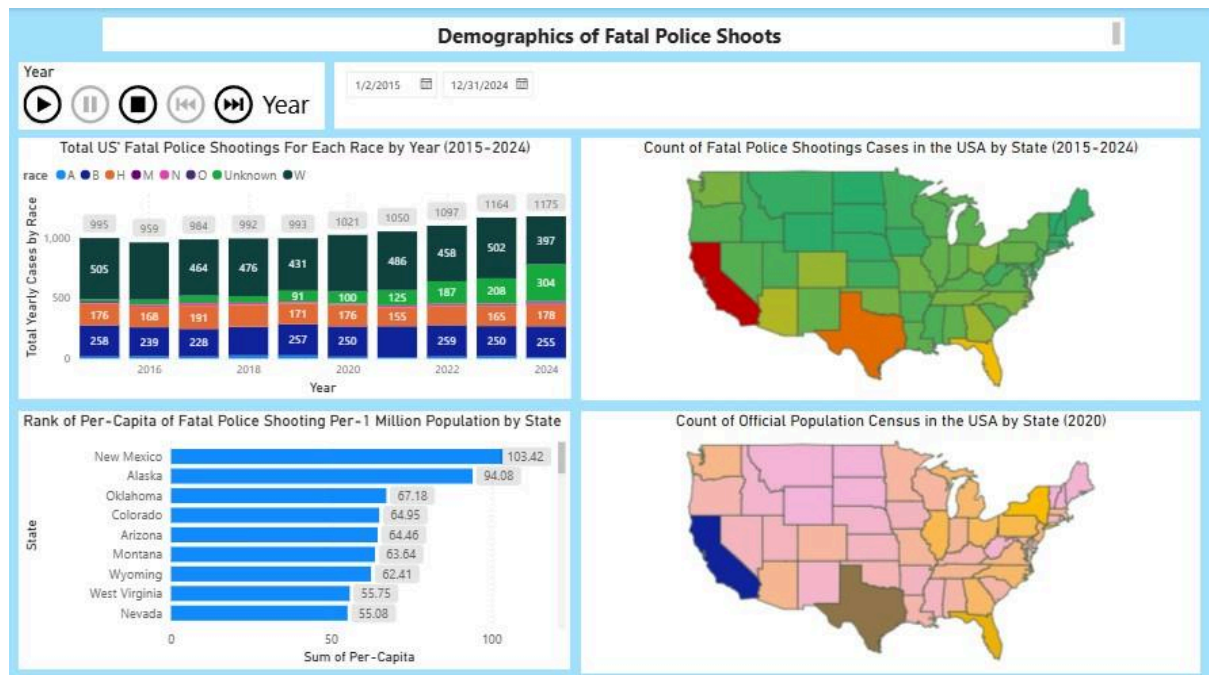 Demographics of Fatal Police Shoots
Year
Year
1/2/2015
12/31/2024
Total US' Fatal Police Shootings For Each Race by Year (2015-2024)
race A B H M N O Unknown W
Total Yearly Cases by Race
995 959 984 992 993 1021 1050 1097 1164 1175
1,000
505 464 476 431 486 458 502 397
500
91 100 125 187 208 304
176 168 191 171 176 155 165 178
258 239 228 257 250 259 250 255
0
2016 2018 2020 2022 2024
Year
Count of Fatal Police Shootings Cases in the USA by State (2015-2024)
Rank of Per-Capita of Fatal Police Shooting Per-1 Million Population by State
State
New Mexico 103.42
Alaska 94.08
Oklahoma 67.18
Colorado 64.95
Arizona 64.46
Montana 63.64
Wyoming 62.41
West Virginia 55.75
Nevada 55.08
0 50 100
Sum of Per-Capita
Count of Official Population Census in the USA by State (2020)